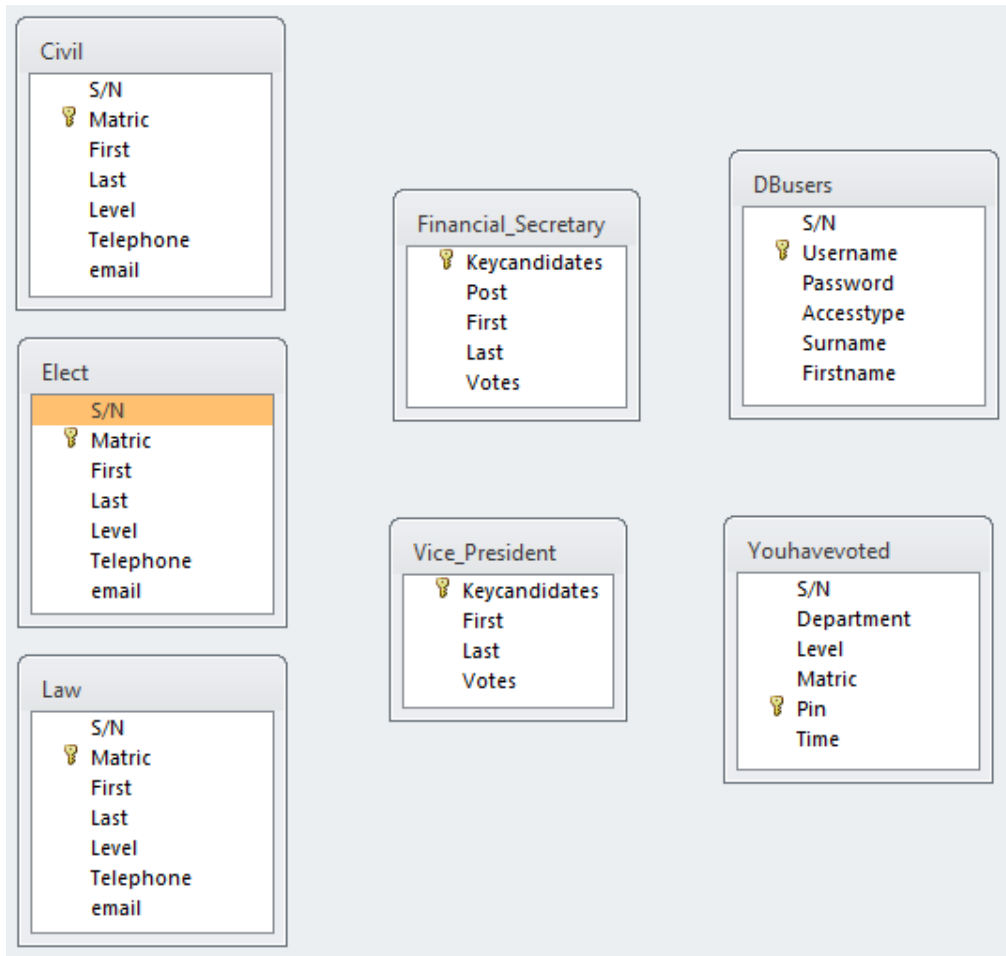 Civil
S/N
Matric
First
Last
Level
Telephone
email
Elect
S/N
Matric
First
Last
Level
Telephone
email
Law
S/N
Matric
First
Last
Level
Telephone
email
Financial_Secretary
Keycandidates
Post
First
Last
Votes
Vice_President
Keycandidates
First
Last
Votes
DBusers
S/N
Username
Password
Accesstype
Surname
Firstname
Youhavevoted
S/N
Department
Level
Matric
Pin
Time